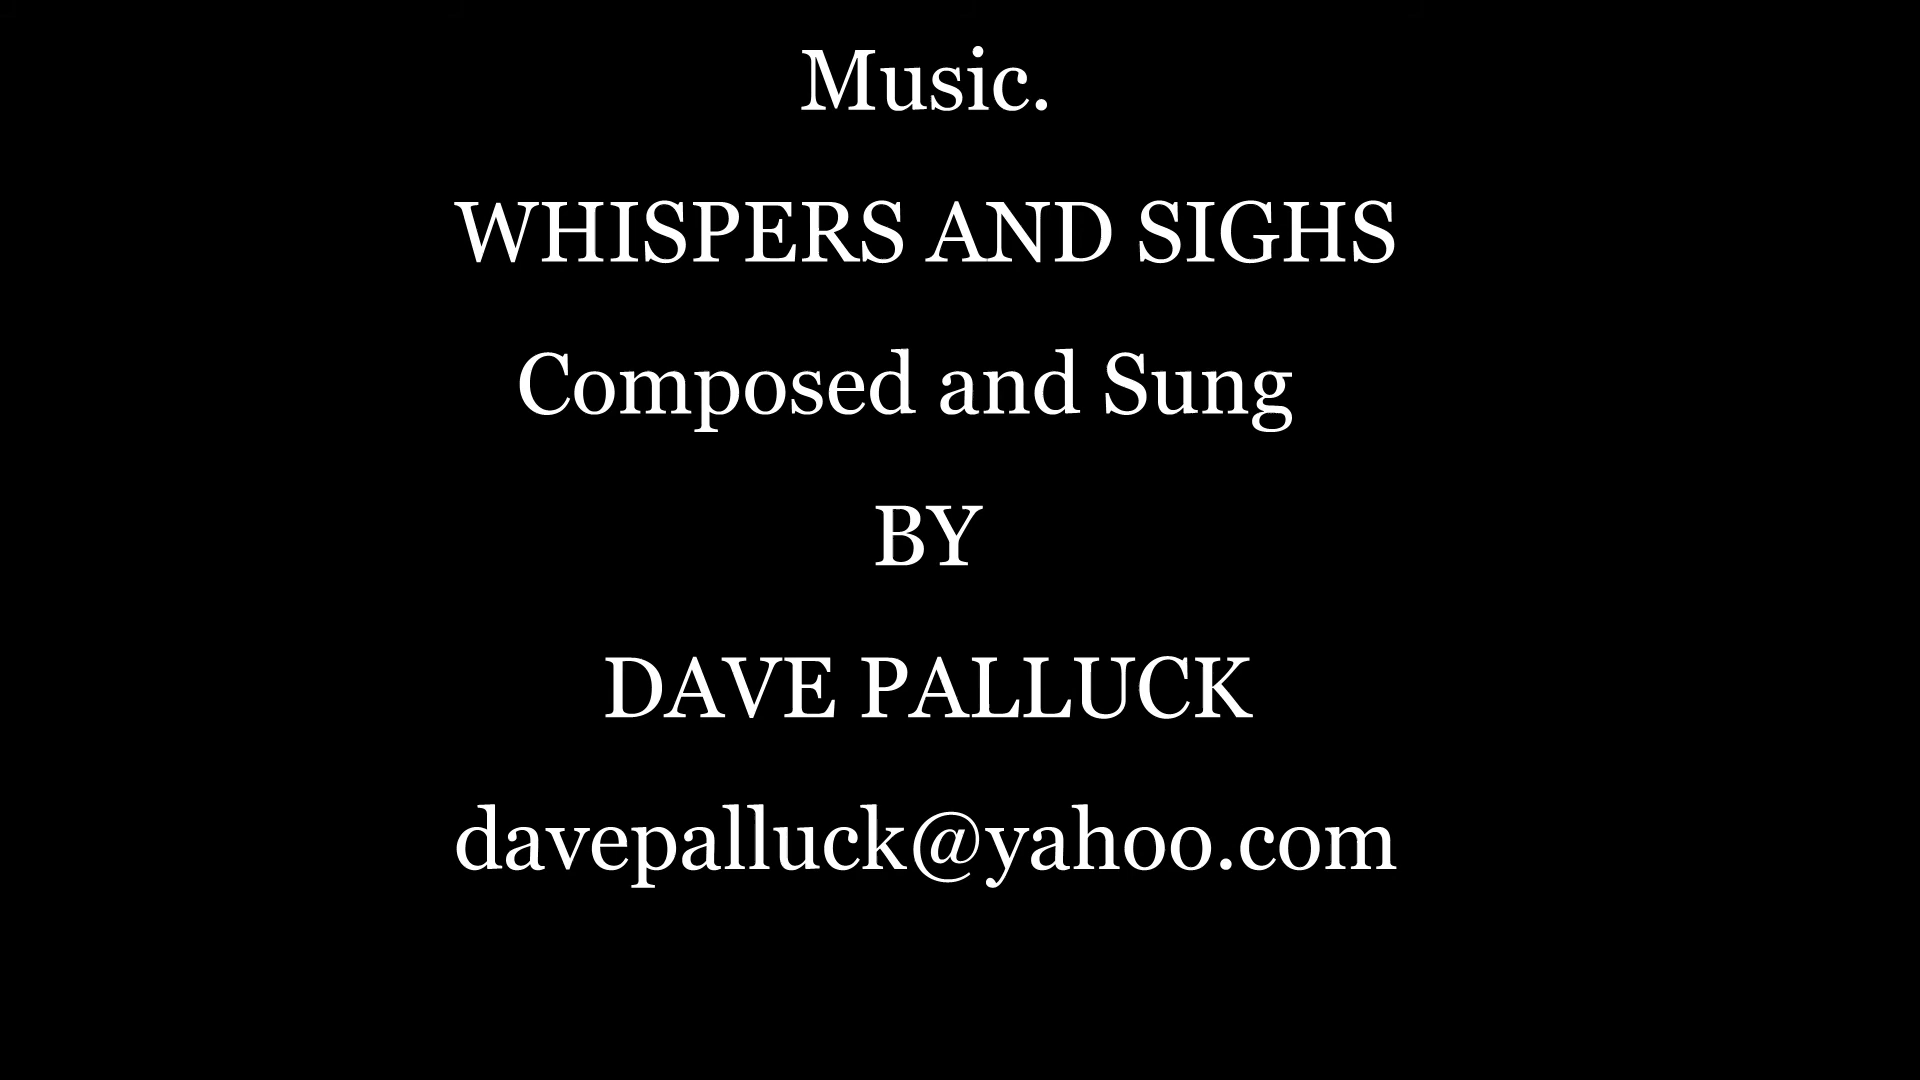 Music.
WHISPERS AND SIGHS
Composed and Sung
BY
DAVE PALLUCK
davepalluck@yahoo.com